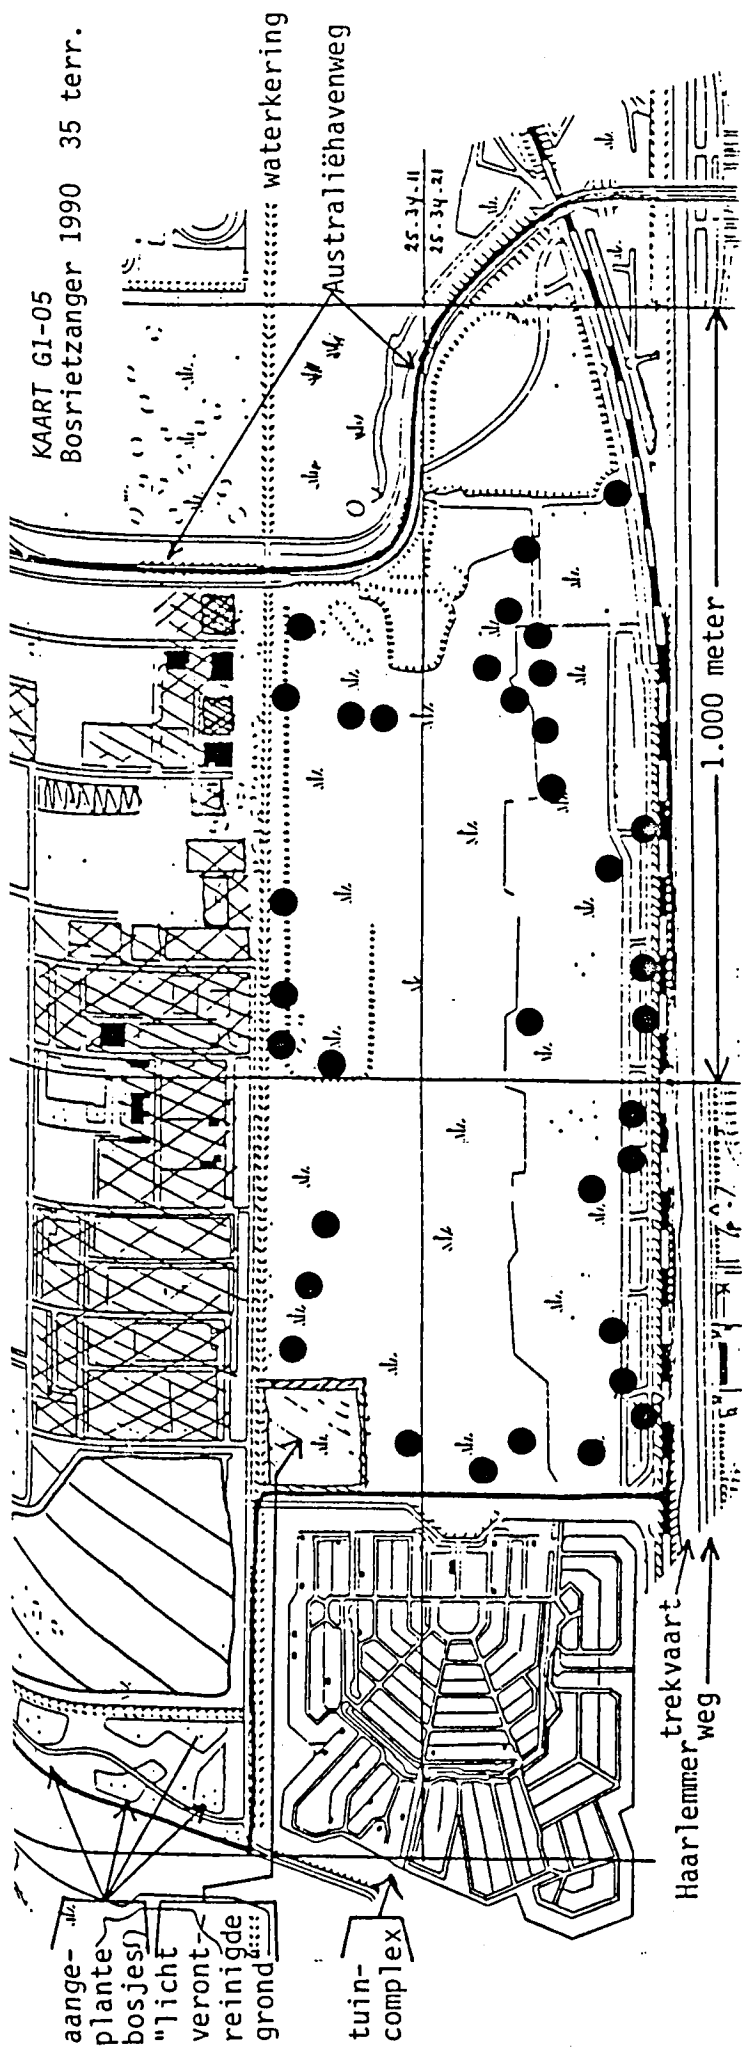 KAART G1-05
Bosrietzanger 1990 35 terr.
waterkering
Australiëhavenweg
25-34-11
25-34-21
1.000 meter
aange-
plante
bosjes
"licht
veront-
reinigde
grond"
tuin-
complex
Haarlemmer trekvaart
weg